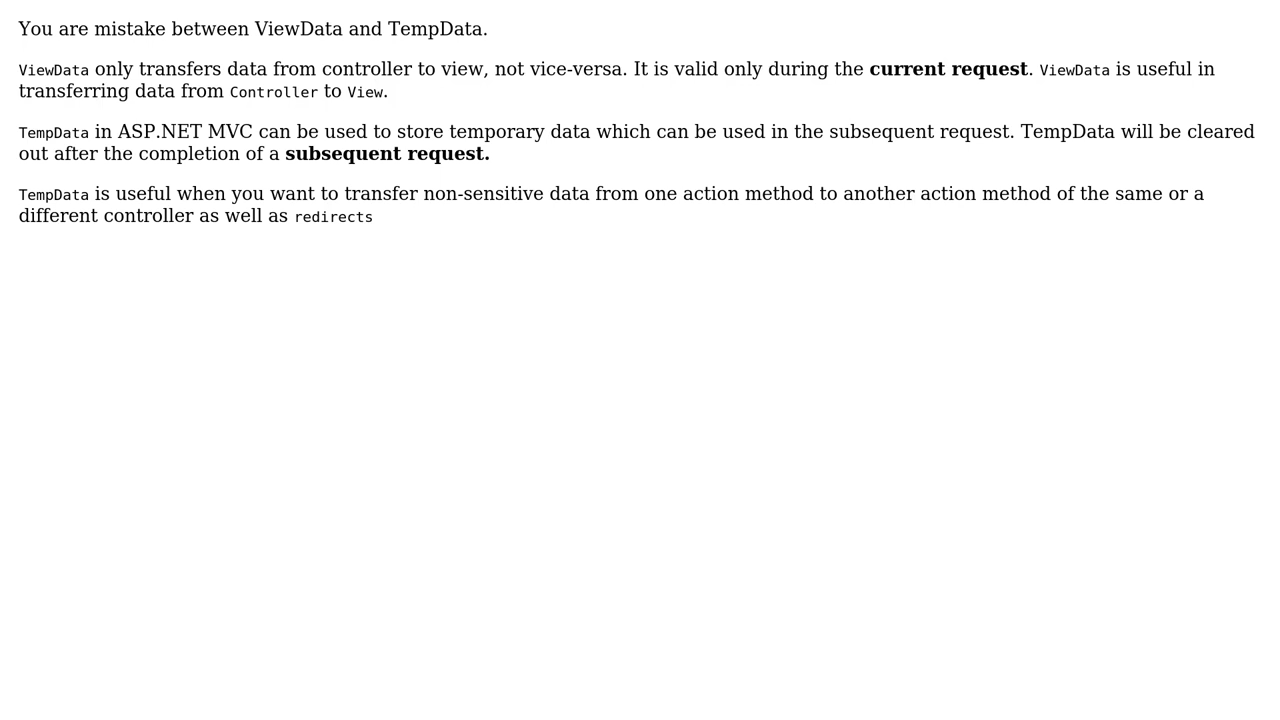 You are mistake between ViewData and TempData.
ViewData only transfers data from controller to view, not vice-versa. It is valid only during the current request. ViewData is useful in
transferring data from Controller to View.
TempData in ASP.NET MVC can be used to store temporary data which can be used in the subsequent request. TempData will be cleared
out after the completion of a subsequent request.
TempData is useful when you want to transfer non-sensitive data from one action method to another action method of the same or a
different controller as well as redirects